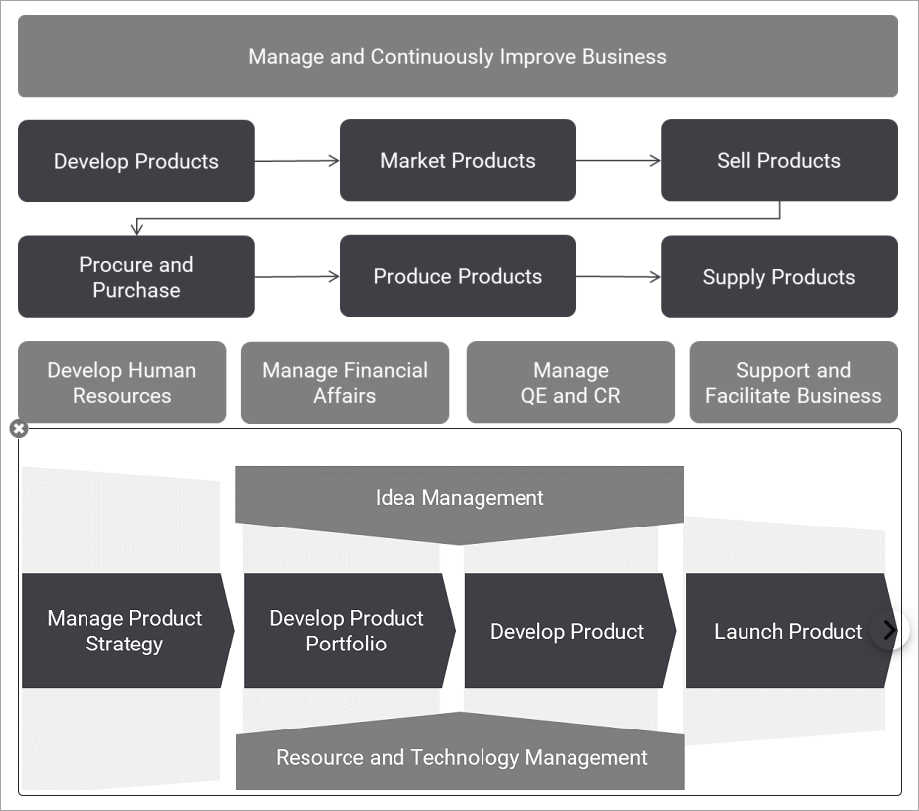 Manage and Continuously Improve Business
Develop Products
Market Products
Sell Products
Procure and
Purchase
Produce Products
Supply Products
Develop Human
Resources
Manage Financial
Affairs
Manage
QE and CR
Support and
Facilitate Business
Idea Management
Manage Product
Strategy
Develop Product
Portfolio
Develop Product
Launch Product
Resource and Technology Management